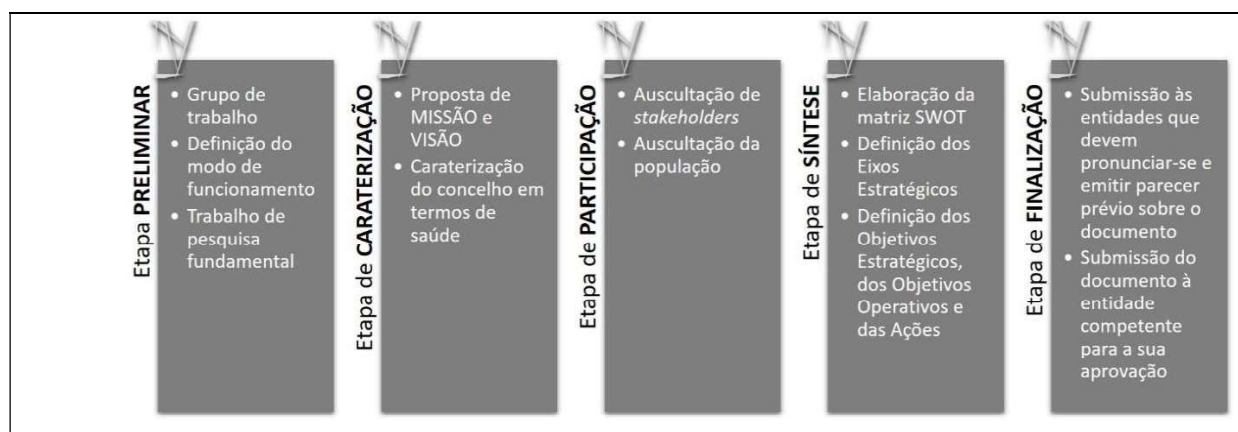 Etapa PRELIMINAR
• Grupo de
trabalho
• Definição do
modo de
funcionamento
• Trabalho de
pesquisa
fundamental
Etapa de CARATERIZAÇÃO
• Proposta de
MISSÃO e
VISÃO
• Caraterização
do concelho em
termos de
saúde
Etapa de PARTICIPAÇÃO
• Auscultação de
stakeholders
• Auscultação da
população
Etapa de SÍNTESE
• Elaboração da
matriz SWOT
• Definição dos
Eixos
Estratégicos
• Definição dos
Objetivos
Estratégicos,
dos Objetivos
Operativos e
das Ações
Etapa de FINALIZAÇÃO
• Submissão às
entidades que
devem
pronunciar-se e
emitir parecer
prévio sobre o
documento
• Submissão do
documento à
entidade
competente
para a sua
aprovação